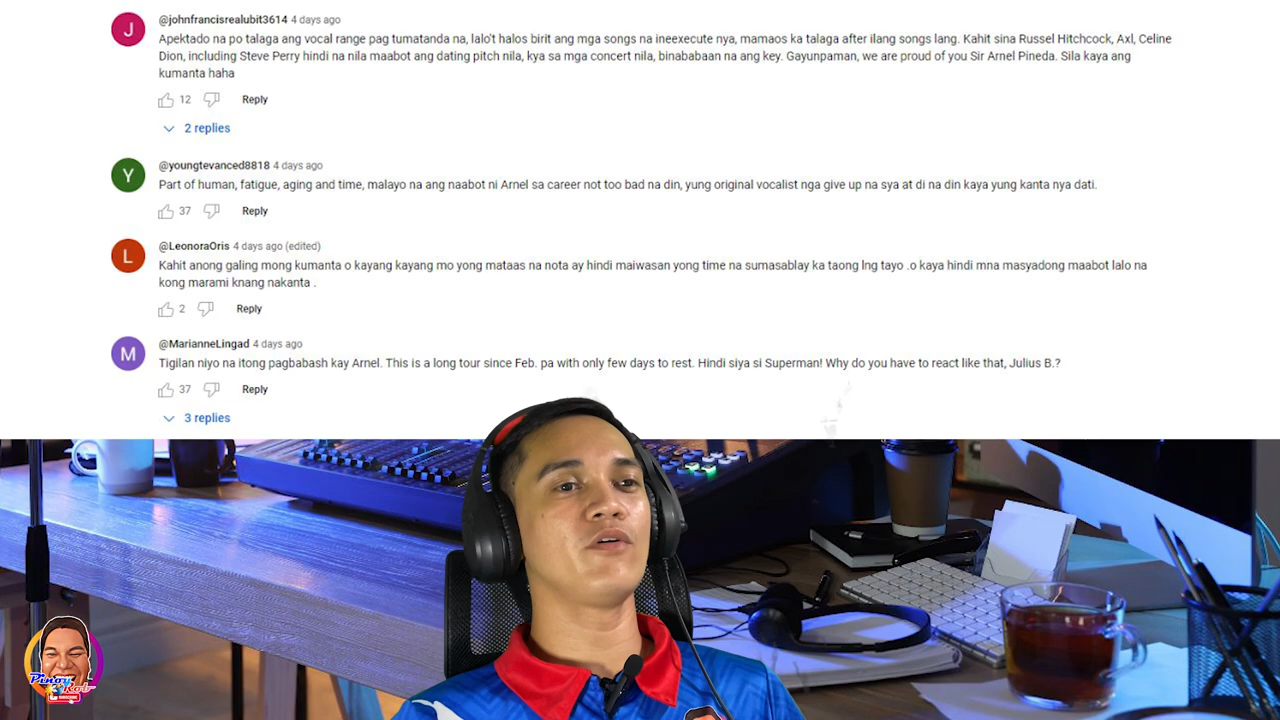 J
@johnfrancisrealubit3614 4 days ago
Apektado na po talaga ang vocal range pag tumatanda na, lalo't halos birit ang mga songs na ineexecute nya, mamaos ka talaga after ilang songs lang. Kahit sina Russel Hitchcock, Axl, Celine
Dion, including Steve Perry hindi na nila maabot ang dating pitch nila, kya sa mga concert nila, binababaan na ang key. Gayunpaman, we are proud of you Sir Arnel Pineda. Sila kaya ang
kumanta haha
12 Reply
2 replies
Y
@youngtevanced8818 4 days ago
Part of human, fatigue, aging and time, malayo na ang naabot ni Arnel sa career not too bad na din, yung original vocalist nga give up na sya at di na din kaya yung kanta nya dati.
37 Reply
L
@LeonoraOris 4 days ago (edited)
Kahit anong galing mong kumanta o kayang kayang mo yong mataas na nota ay hindi maiwasan yong time na sumasablay ka taong lng tayo .o kaya hindi mna masyadong maabot lalo na
kong marami knang nakanta .
2 Reply
M
@MarianneLingad 4 days ago
Tigilan niyo na itong pagbabash kay Arnel. This is a long tour since Feb. pa with only few days to rest. Hindi siya si Superman! Why do you have to react like that, Julius B.?
37 Reply
3 replies
Pinoy
Rob